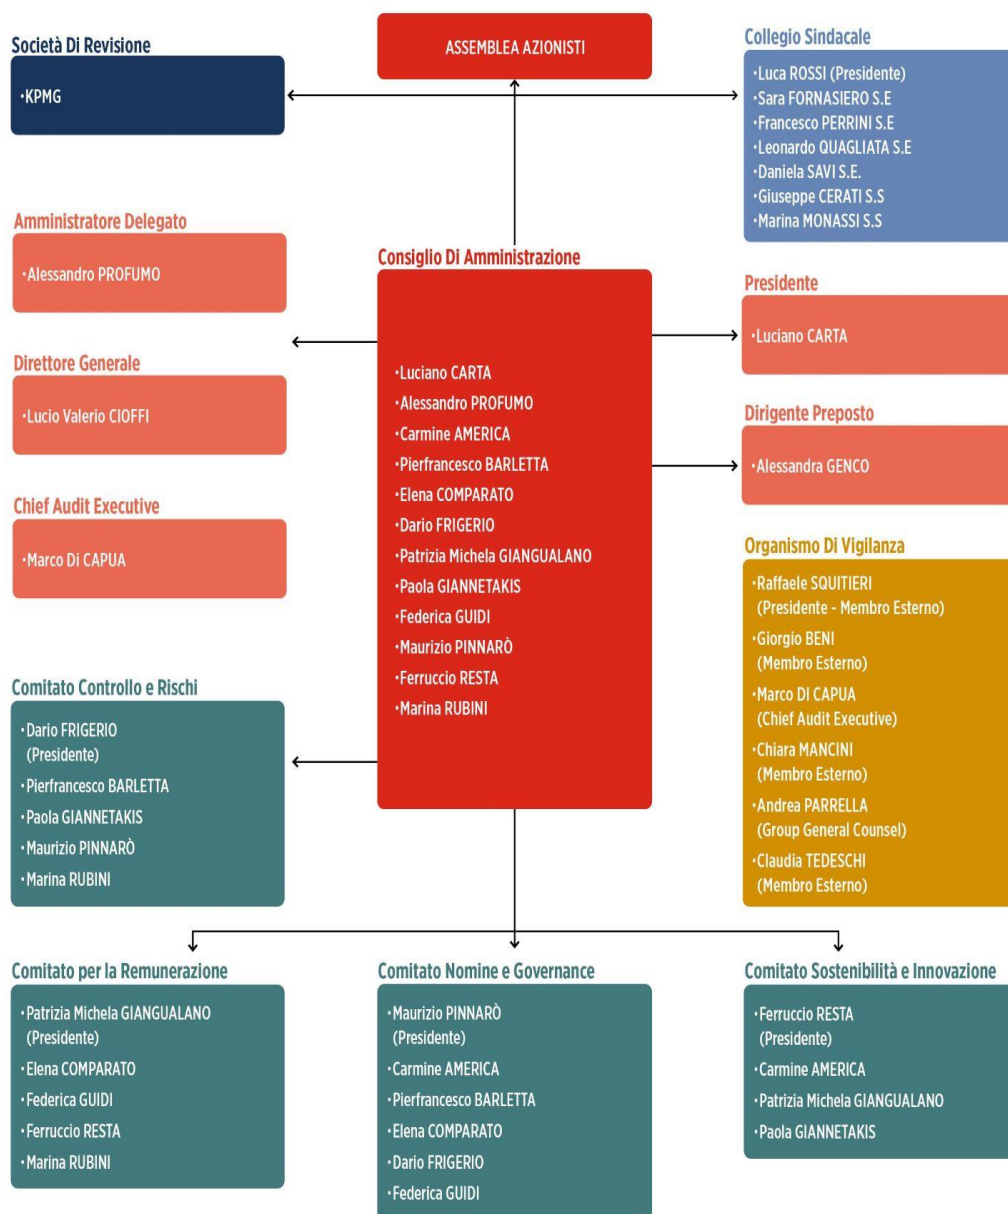 ASSEMBLEA AZIONISTI
Società Di Revisione
·KPMG
Collegio Sindacale
·Luca ROSSI (Presidente)
·Sara FORNASIERO S.E
·Francesco PERRINI S.E
·Leonardo QUAGLIATA S.E
·Daniela SAVI S.E.
·Giuseppe CERATI S.S
·Marina MONASSI S.S
Amministratore Delegato
·Alessandro PROFUMO
Direttore Generale
·Lucio Valerio CIOFFI
Chief Audit Executive
·Marco Di CAPUA
Consiglio Di Amministrazione
·Luciano CARTA
·Alessandro PROFUMO
·Carmine AMERICA
·Pierfrancesco BARLETTA
·Elena COMPARATO
·Dario FRIGERIO
·Patrizia Michela GIANGUALANO
·Paola GIANNETAKIS
·Federica GUIDI
·Maurizio PINNARÒ
·Ferruccio RESTA
·Marina RUBINI
Presidente
·Luciano CARTA
Dirigente Preposto
·Alessandra GENCO
Organismo Di Vigilanza
·Raffaele SQUITIERI
(Presidente - Membro Esterno)
·Giorgio BENI
(Membro Esterno)
·Marco DI CAPUA
(Chief Audit Executive)
·Chiara MANCINI
(Membro Esterno)
·Andrea PARRELLA
(Group General Counsel)
·Claudia TEDESCHI
(Membro Esterno)
Comitato Controllo e Rischi
·Dario FRIGERIO
(Presidente)
·Pierfrancesco BARLETTA
·Paola GIANNETAKIS
·Maurizio PINNARÒ
·Marina RUBINI
Comitato per la Remunerazione
·Patrizia Michela GIANGUALANO
(Presidente)
·Elena COMPARATO
·Federica GUIDI
·Ferruccio RESTA
·Marina RUBINI
Comitato Nomine e Governance
·Maurizio PINNARÒ
(Presidente)
·Carmine AMERICA
·Pierfrancesco BARLETTA
·Elena COMPARATO
·Dario FRIGERIO
·Federica GUIDI
Comitato Sostenibilità e Innovazione
·Ferruccio RESTA
(Presidente)
·Carmine AMERICA
·Patrizia Michela GIANGUALANO
·Paola GIANNETAKIS